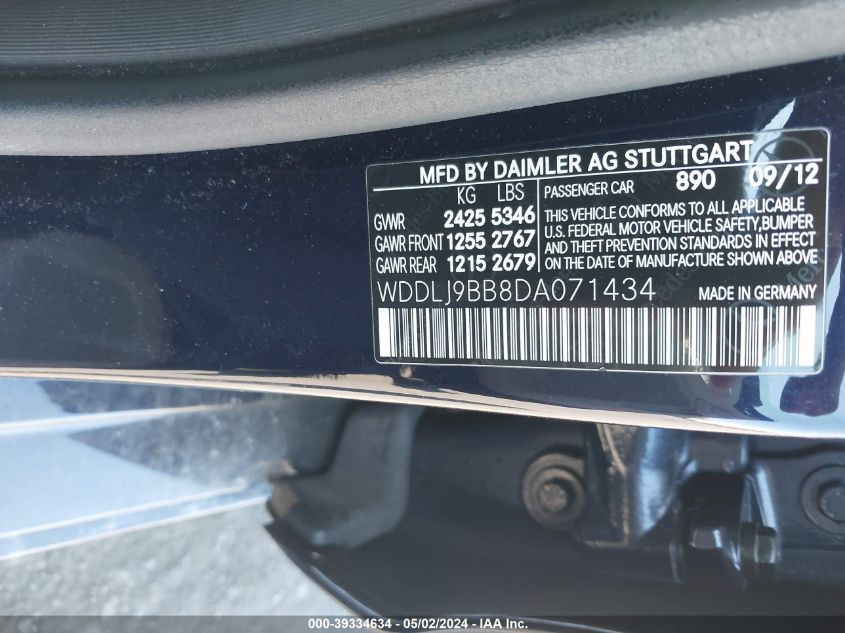 MFD BY DAIMLER AG STUTTGART
KG LBS
GVWR 2425 5346
GAWR FRONT 1255 2767
GAWR REAR 1215 2679
PASSENGER CAR 890 09/12
THIS VEHICLE CONFORMS TO ALL APPLICABLE
U.S. FEDERAL MOTOR VEHICLE SAFETY,BUMPER
AND THEFT PREVENTION STANDARDS IN EFFECT
ON THE DATE OF MANUFACTURE SHOWN ABOVE
WDDLJ9BB8DA071434 MADE IN GERMANY
000-39334634 - 05/02/2024 - IAA Inc.